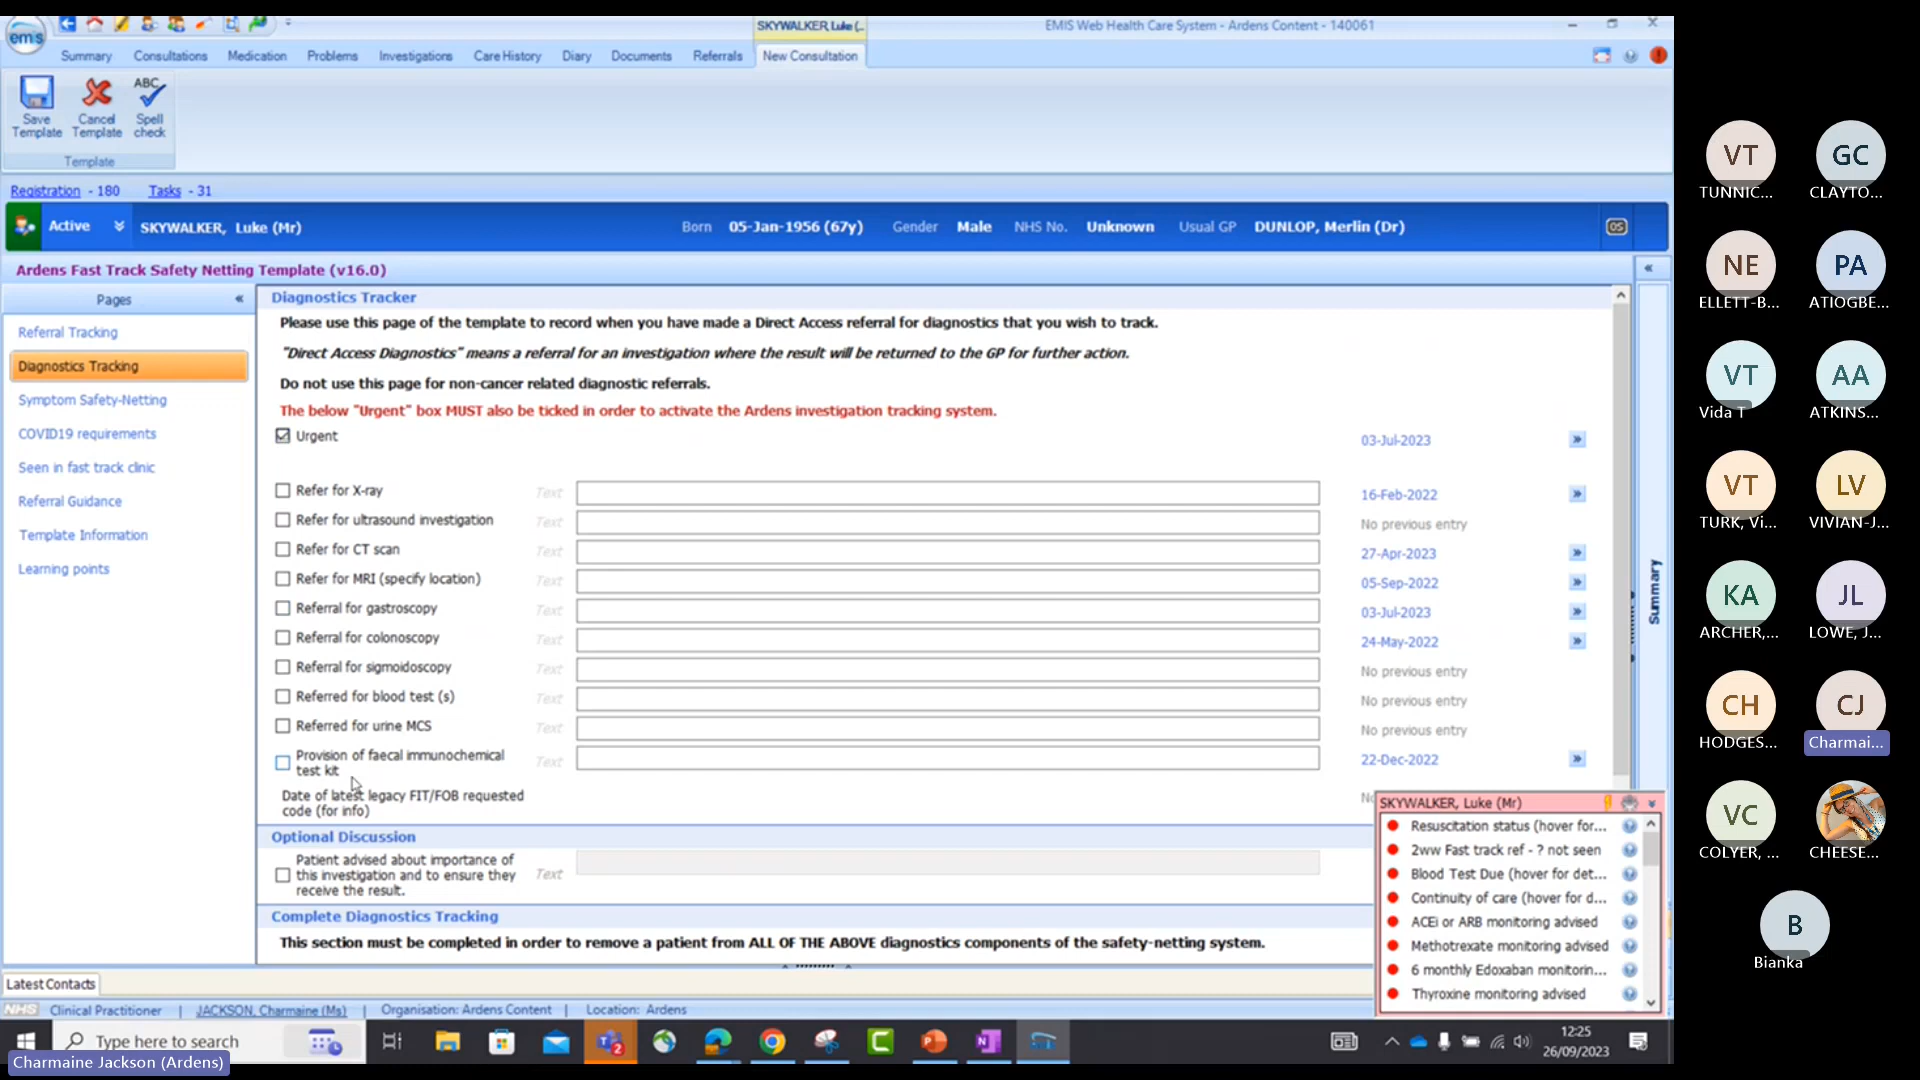 emis
SKYWALKER, Luke (...
EMIS Web Health Care System - Ardens Content - 140061
Summary
Consultations
Medication
Problems
Investigations
Care History
Diary
Documents
Referrals
New Consultation
Save Template
Cancel Template
ABC
Spell check
Template
Registration - 180
Tasks - 31
Active
SKYWALKER, Luke (Mr)
Born 05-Jan-1956 (67y)
Gender Male
NHS No. Unknown
Usual GP DUNLOP, Merlin (Dr)
OS
Ardens Fast Track Safety Netting Template (v16.0)
Pages
Referral Tracking
Diagnostics Tracking
Symptom Safety-Netting
COVID19 requirements
Seen in fast track clinic
Referral Guidance
Template Information
Learning points
Diagnostics Tracker
Please use this page of the template to record when you have made a Direct Access referral for diagnostics that you wish to track.
"Direct Access Diagnostics" means a referral for an investigation where the result will be returned to the GP for further action.
Do not use this page for non-cancer related diagnostic referrals.
The below "Urgent" box MUST also be ticked in order to activate the Ardens investigation tracking system.
Urgent
03-Jul-2023
Refer for X-ray Text 16-Feb-2022
Refer for ultrasound investigation Text No previous entry
Refer for CT scan Text 27-Apr-2023
Refer for MRI (specify location) Text 05-Sep-2022
Referral for gastroscopy Text 03-Jul-2023
Referral for colonoscopy Text 24-May-2022
Referral for sigmoidoscopy Text No previous entry
Referred for blood test (s) Text No previous entry
Referred for urine MCS Text No previous entry
Provision of faecal immunochemical
test kit Text 22-Dec-2022
Date of latest legacy FIT/FOB requested
code (for info)
Optional Discussion
Patient advised about importance of
this investigation and to ensure they
receive the result.
Text
Complete Diagnostics Tracking
This section must be completed in order to remove a patient from ALL OF THE ABOVE diagnostics components of the safety-netting system.
Summary
SKYWALKER, Luke (Mr)
Resuscitation status (hover for...
2ww Fast track ref - ? not seen
Blood Test Due (hover for det...
Continuity of care (hover for d...
ACEi or ARB monitoring advised
Methotrexate monitoring advised
6 monthly Edoxaban monitorin...
Thyroxine monitoring advised
Latest Contacts
NHS Clinical Practitioner
JACKSON, Charmaine (Ms)
Organisation: Ardens Content
Location: Ardens
Type here to search
12:25
26/09/2023
Charmaine Jackson (Ardens)
VT
TUNNIC...
GC
CLAYTO...
NE
ELLETT-B...
PA
ATIOGBE...
VT
Vida T
AA
ATKINS...
VT
TURK, Vi...
LV
VIVIAN-J...
KA
ARCHER,...
JL
LOWE, J...
CH
HODGES...
CJ
Charmai...
VC
COLYER, ...
CHEESE...
B
Bianka